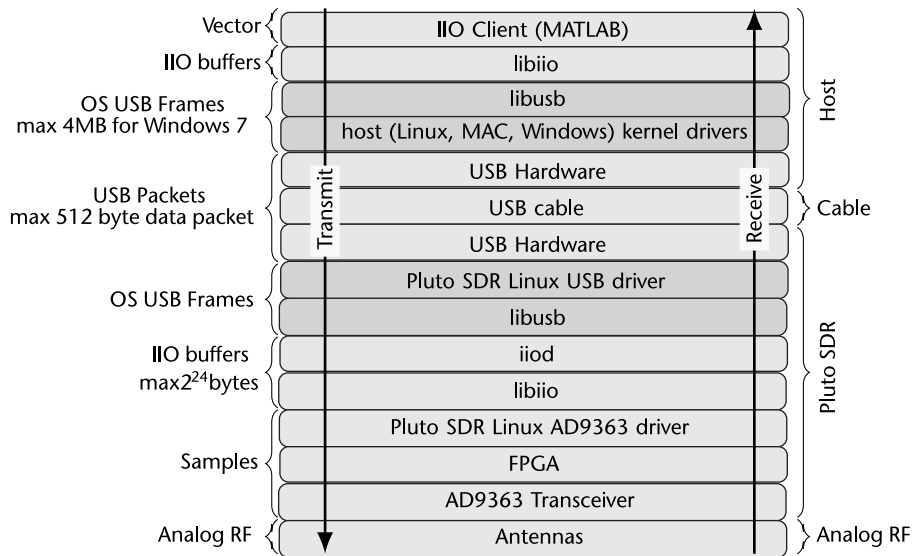 Vector
IIO Client (MATLAB)
IIO buffers
libiio
OS USB Frames
max 4MB for Windows 7
libusb
host (Linux, MAC, Windows) kernel drivers
Host
USB Packets
max 512 byte data packet
USB Hardware
USB cable
USB Hardware
Transmit
Receive
Cable
OS USB Frames
Pluto SDR Linux USB driver
libusb
IIO buffers
max2²⁴bytes
iiod
libiio
Pluto SDR
Samples
Pluto SDR Linux AD9363 driver
FPGA
AD9363 Transceiver
Analog RF
Antennas
Analog RF